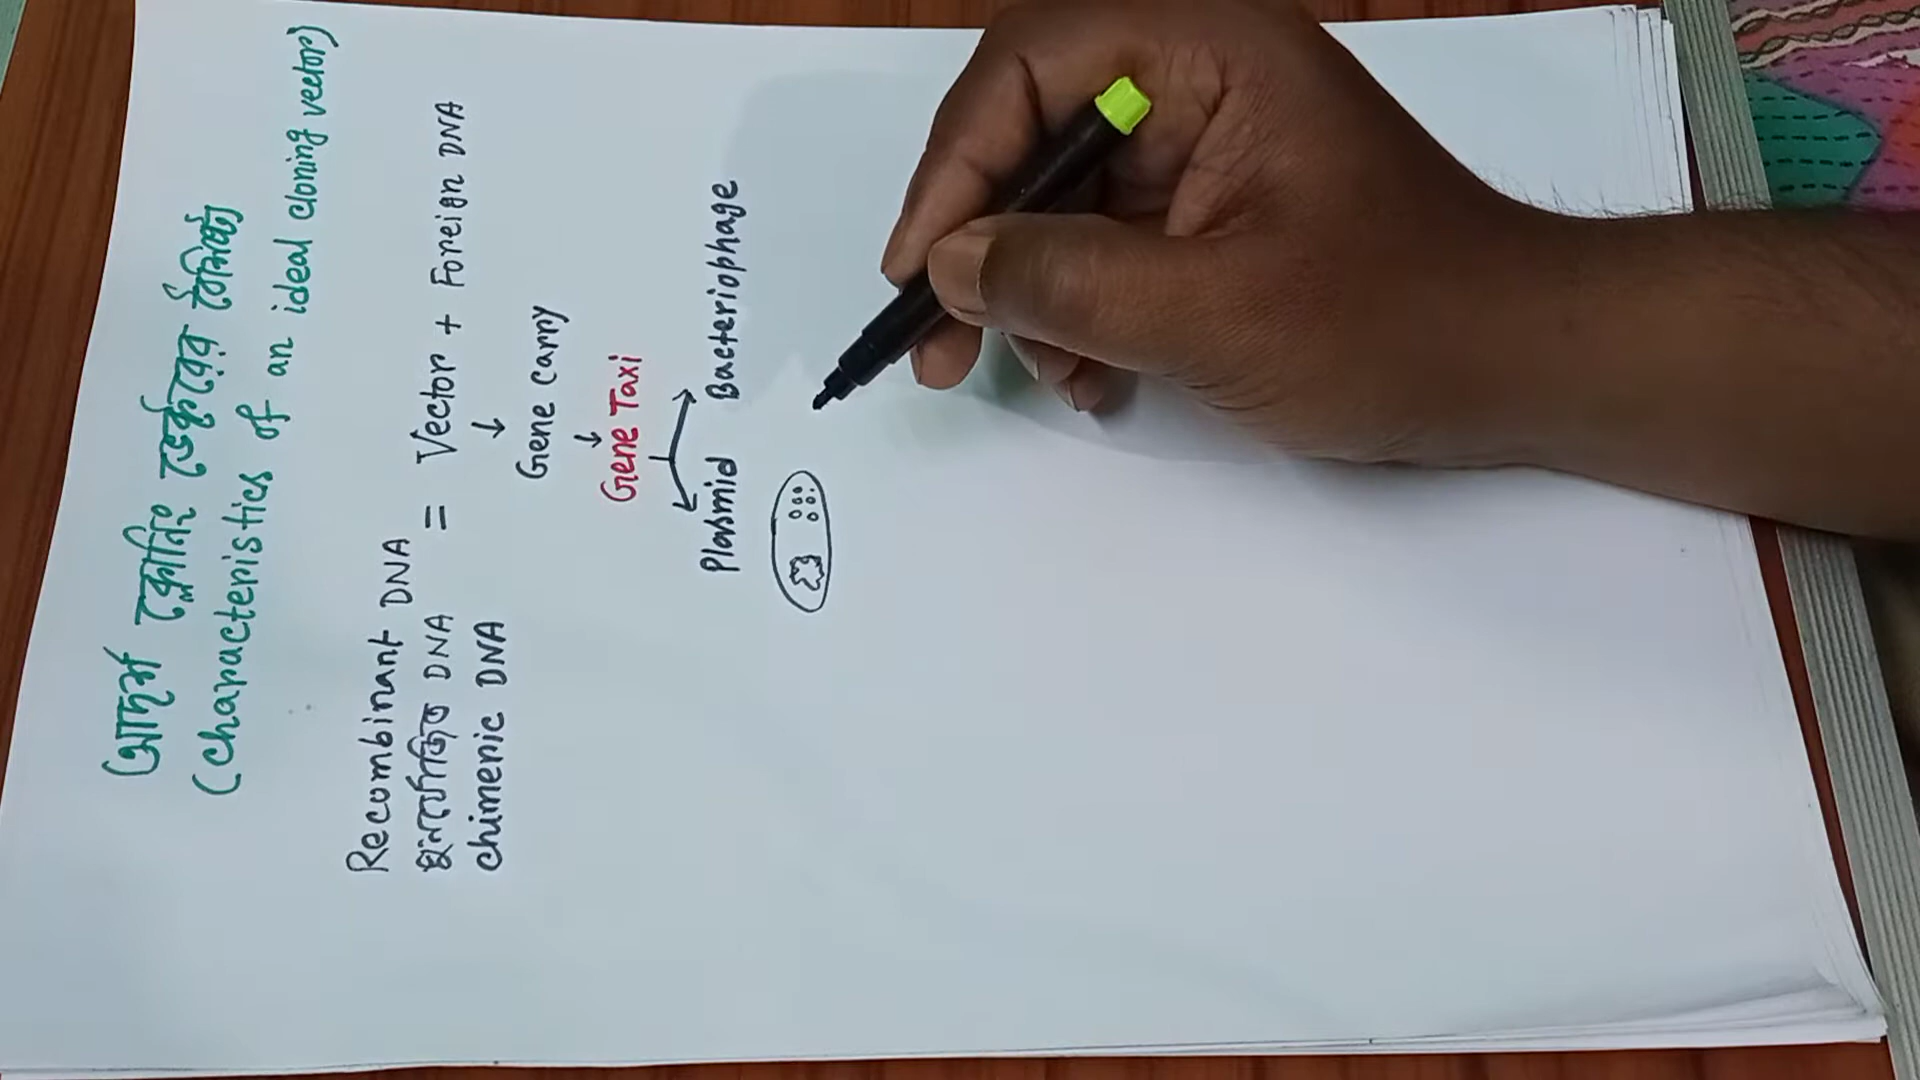 আদর্শ ক্লোনিং ভেক্টরের বৈশিষ্ট্য
(Characteristics of an ideal cloning vector)
Recombinant DNA
পুনর্যোজিত DNA = Vector + Foreign DNA
Chimeric DNA
↓
Gene Carry
↓
Gene Taxi
Plasmid Bacteriophage